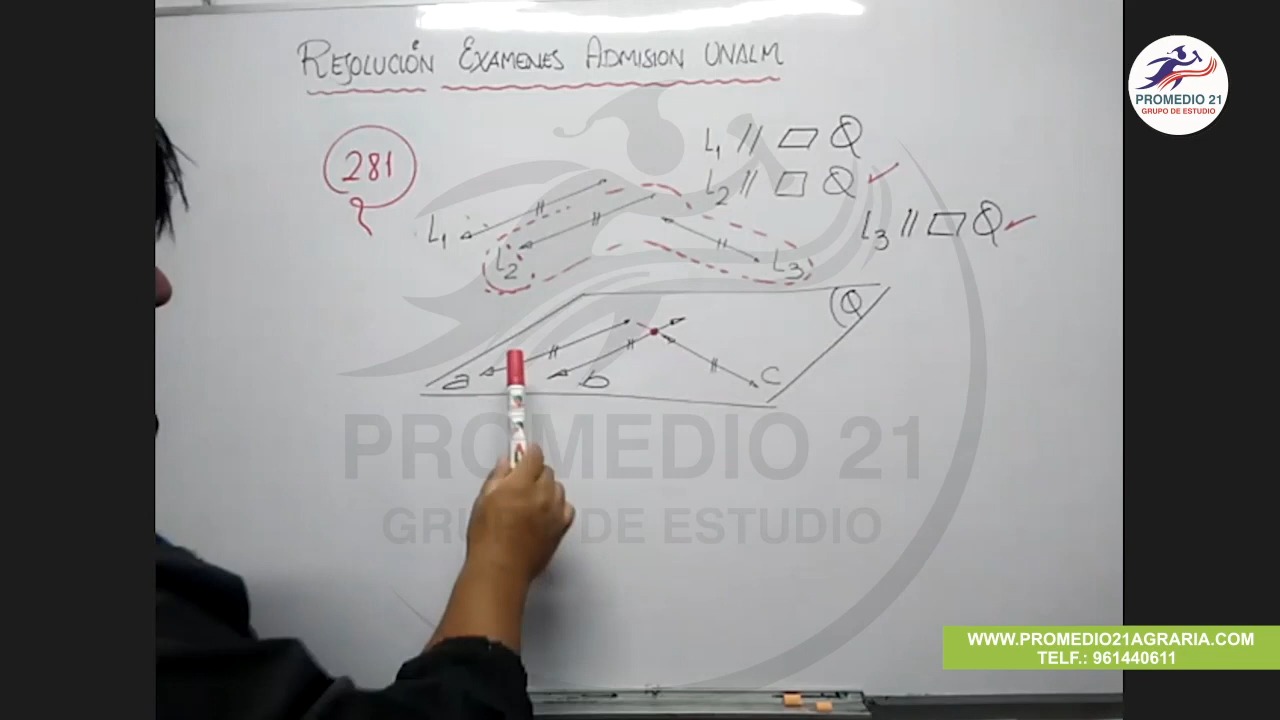 RESOLUCIÓN EXAMENES ADMISION UNALM
PROMEDIO 21
GRUPO DE ESTUDIO
281
L1 // ▱ Q
L2 // ▱ Q ✓
L3 // ▱ Q ✓
L1
L2
L3
Q
a
b
C
PROMEDIO 21
GRUPO DE ESTUDIO
WWW.PROMEDIO21AGRARIA.COM
TELF.: 961440611